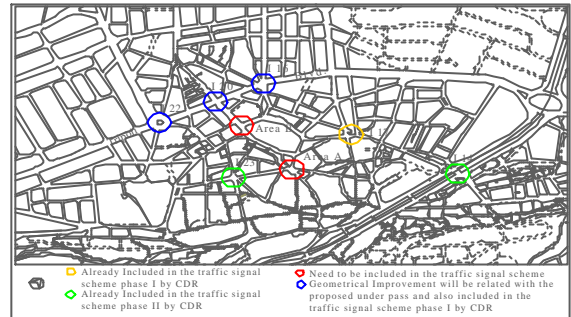 Area B
Area A
Already Included in the traffic signal
scheme phase I by CDR
Already Included in the traffic signal
scheme phase II by CDR
Need to be included in the traffic signal scheme
Geometrical Improvement will be related with the
proposed under pass and also included in the
traffic signal scheme phase I by CDR